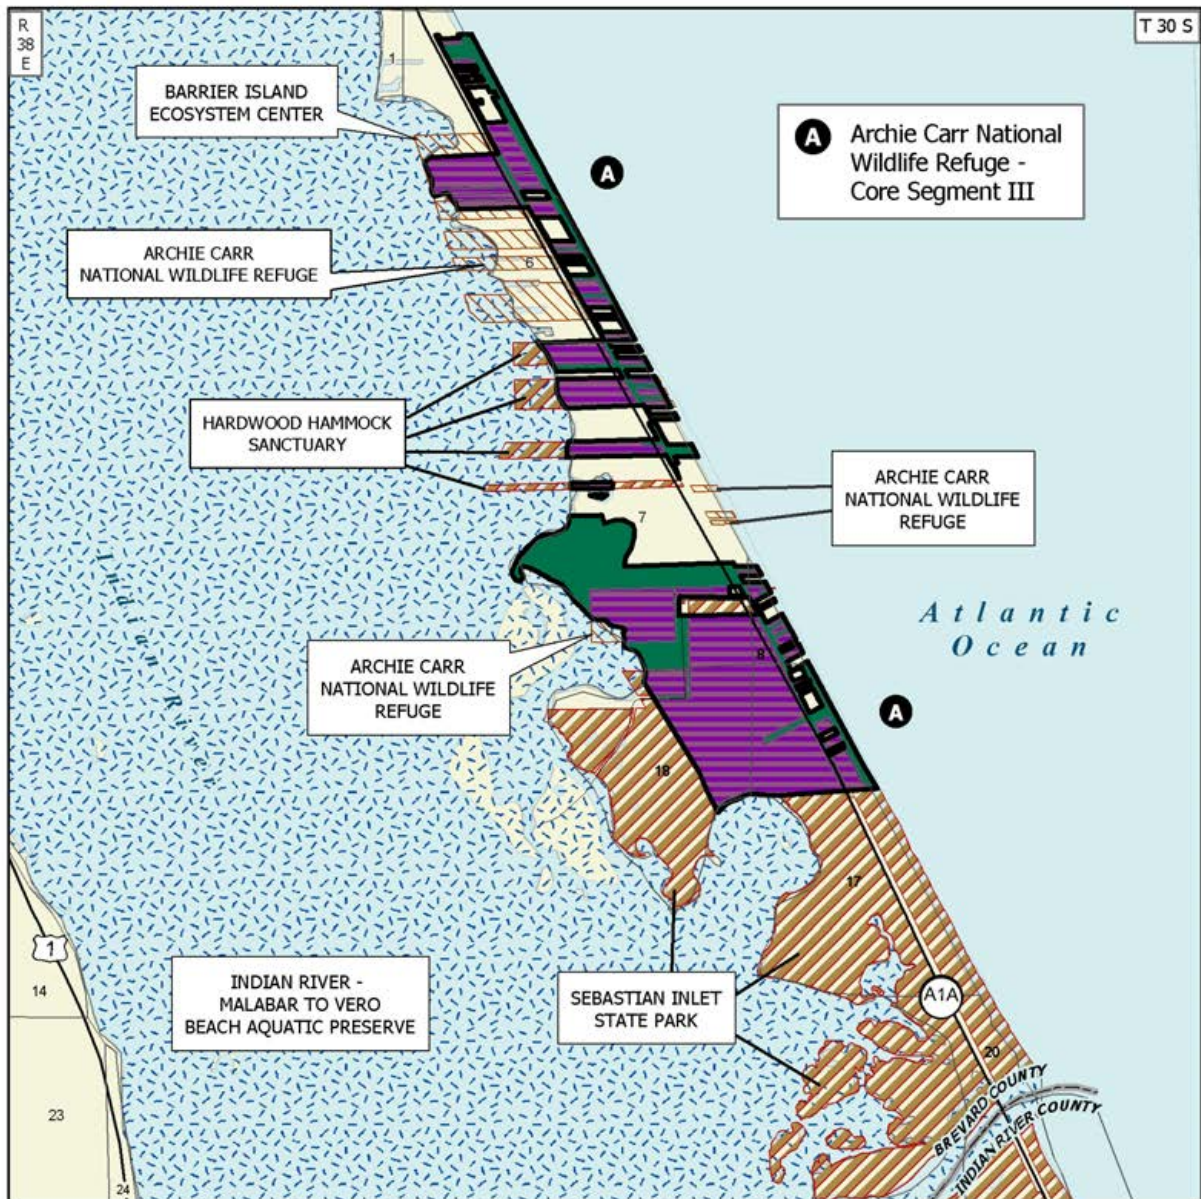 R
38
E
T 30 S
1
BARRIER ISLAND
ECOSYSTEM CENTER
A
Archie Carr National
Wildlife Refuge -
Core Segment III
A
ARCHIE CARR
NATIONAL WILDLIFE REFUGE
6
HARDWOOD HAMMOCK
SANCTUARY
ARCHIE CARR
NATIONAL WILDLIFE
REFUGE
7
Indian River
Atlantic
Ocean
8
ARCHIE CARR
NATIONAL WILDLIFE
REFUGE
A
18
17
1
14
INDIAN RIVER -
MALABAR TO VERO
BEACH AQUATIC PRESERVE
SEBASTIAN INLET
STATE PARK
A1A
20
BREVARD COUNTY
INDIAN RIVER COUNTY
23
24